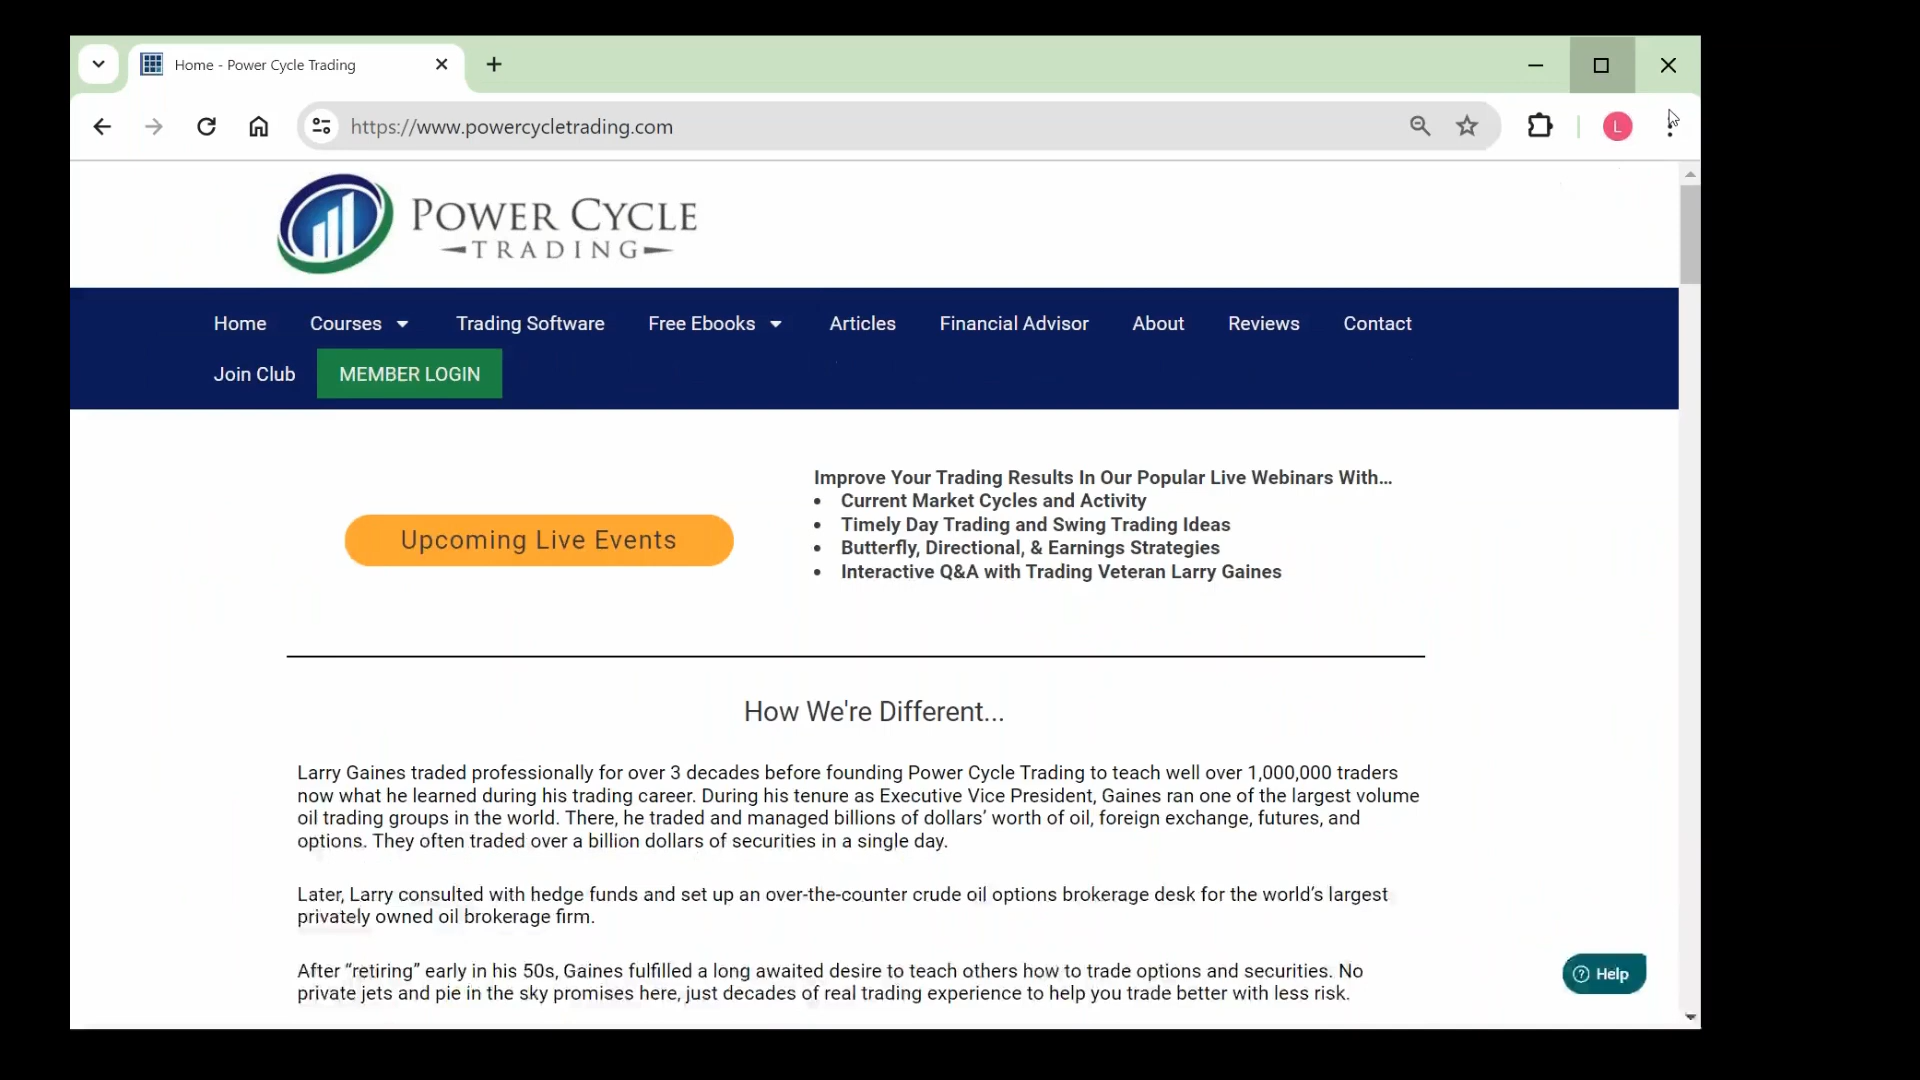 Home - Power Cycle Trading
https://www.powercycletrading.com
L
POWER CYCLE
TRADING
Home Courses Trading Software Free Ebooks Articles Financial Advisor About Reviews Contact
Join Club MEMBER LOGIN
Upcoming Live Events
Improve Your Trading Results In Our Popular Live Webinars With...
• Current Market Cycles and Activity
• Timely Day Trading and Swing Trading Ideas
• Butterfly, Directional, & Earnings Strategies
• Interactive Q&A with Trading Veteran Larry Gaines
How We're Different...
Larry Gaines traded professionally for over 3 decades before founding Power Cycle Trading to teach well over 1,000,000 traders
now what he learned during his trading career. During his tenure as Executive Vice President, Gaines ran one of the largest volume
oil trading groups in the world. There, he traded and managed billions of dollars’ worth of oil, foreign exchange, futures, and
options. They often traded over a billion dollars of securities in a single day.
Later, Larry consulted with hedge funds and set up an over-the-counter crude oil options brokerage desk for the world’s largest
privately owned oil brokerage firm.
After “retiring” early in his 50s, Gaines fulfilled a long awaited desire to teach others how to trade options and securities. No
private jets and pie in the sky promises here, just decades of real trading experience to help you trade better with less risk.
Help